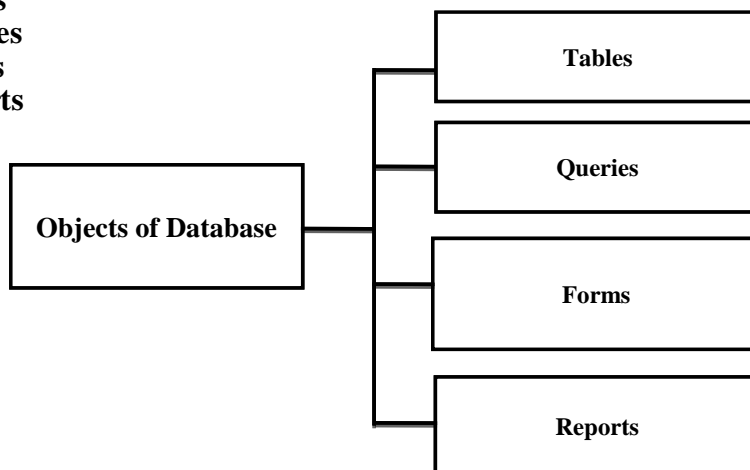 Tables
Queries
Objects of Database
Forms
Reports